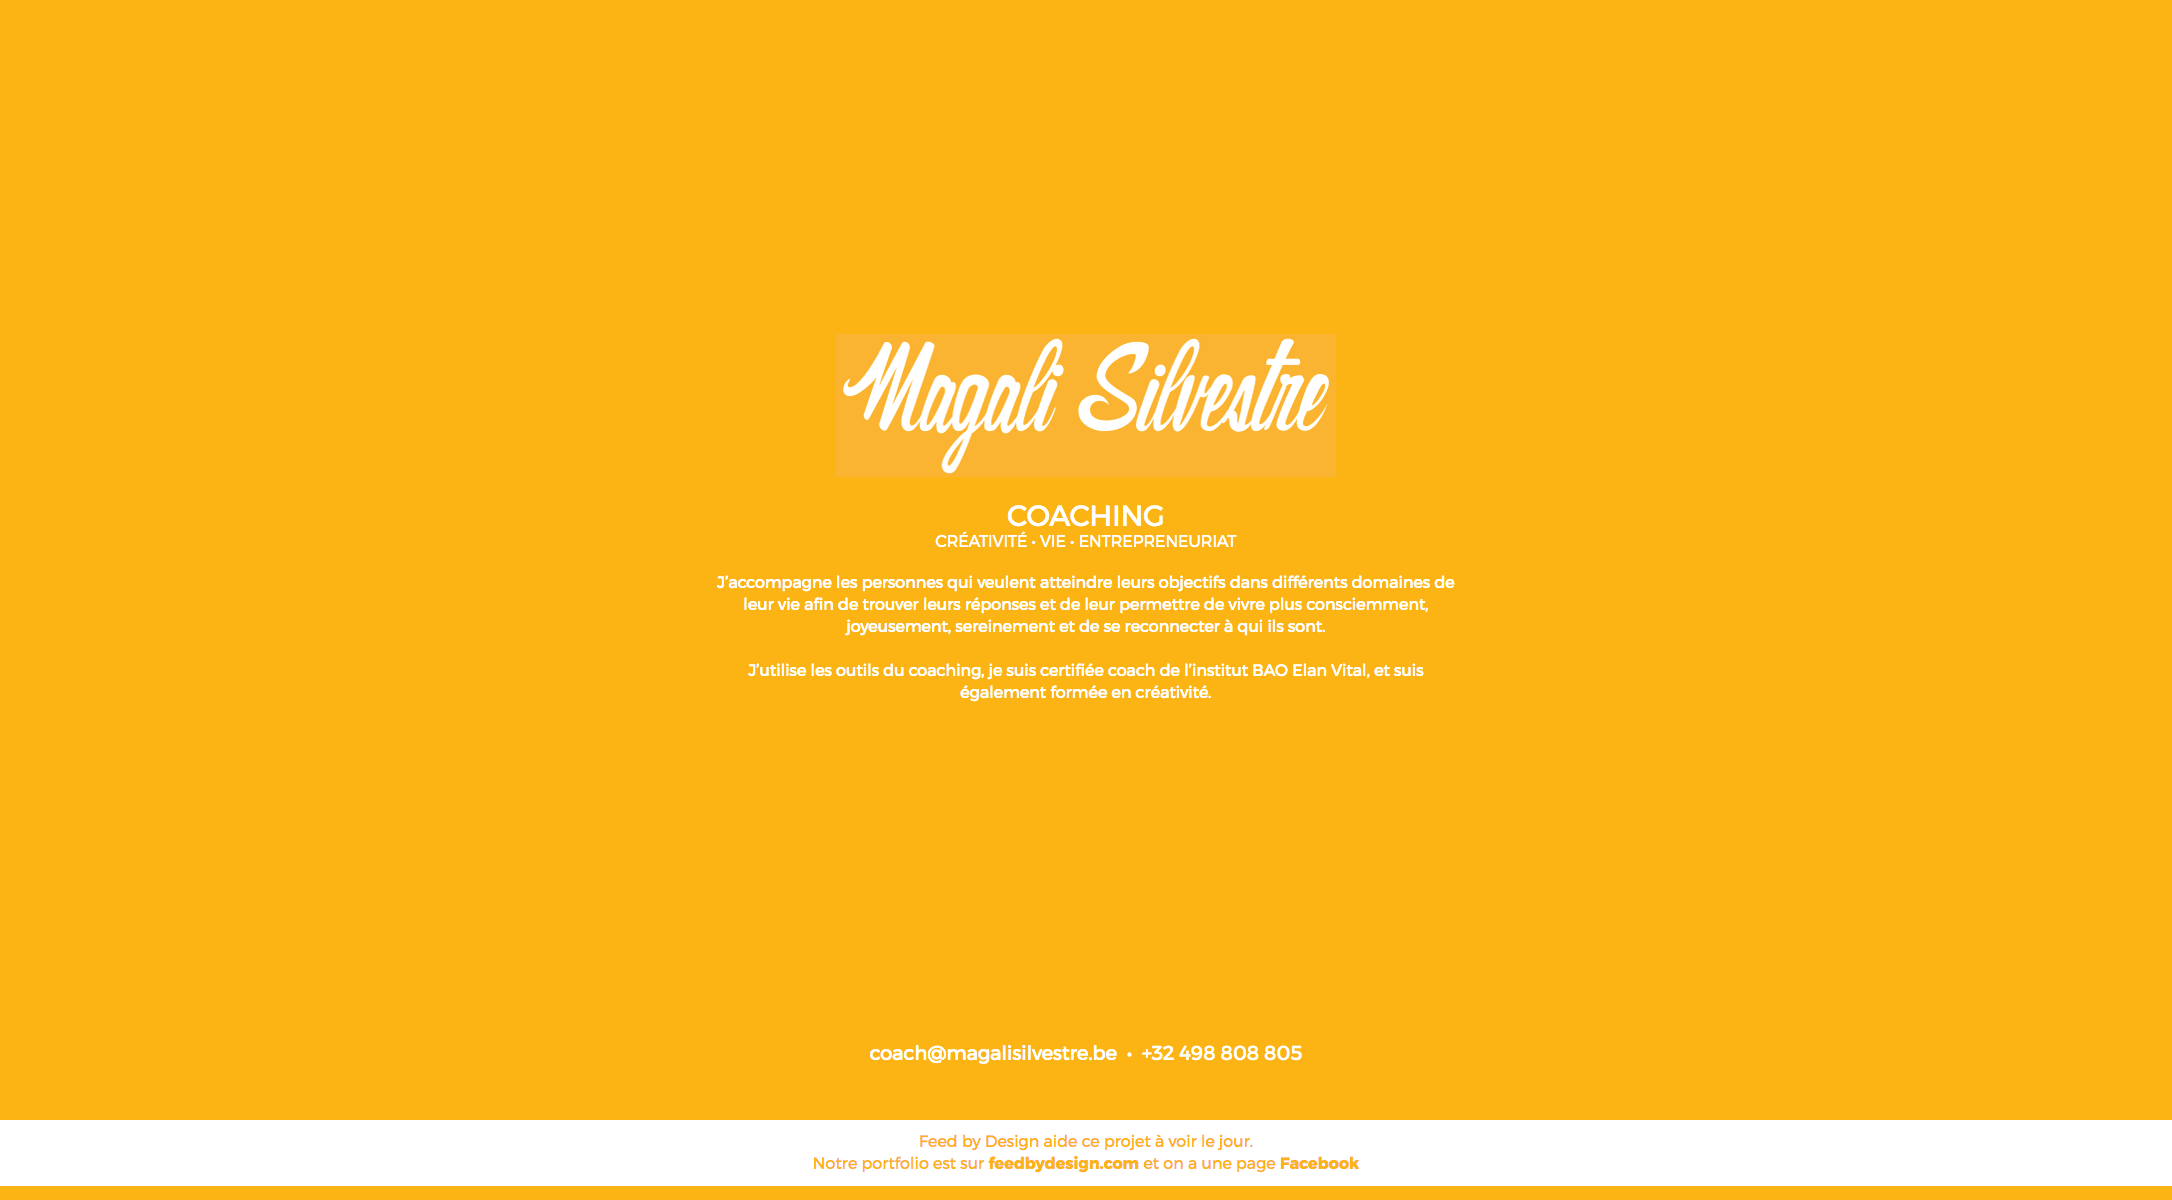 Magali Silvestre
COACHING
CRÉATIVITÉ • VIE • ENTREPRENEURIAT
J'accompagne les personnes qui veulent atteindre leurs objectifs dans différents domaines de
leur vie afin de trouver leurs réponses et de leur permettre de vivre plus consciemment,
joyeusement, sereinement et de se reconnecter à qui ils sont.
J'utilise les outils du coaching, je suis certifiée coach de l'institut BAO Elan Vital, et suis
également formée en créativité.
coach@magalisilvestre.be • +32 498 808 805
Feed by Design aide ce projet à voir le jour.
Notre portfolio est sur feedbydesign.com et on a une page Facebook